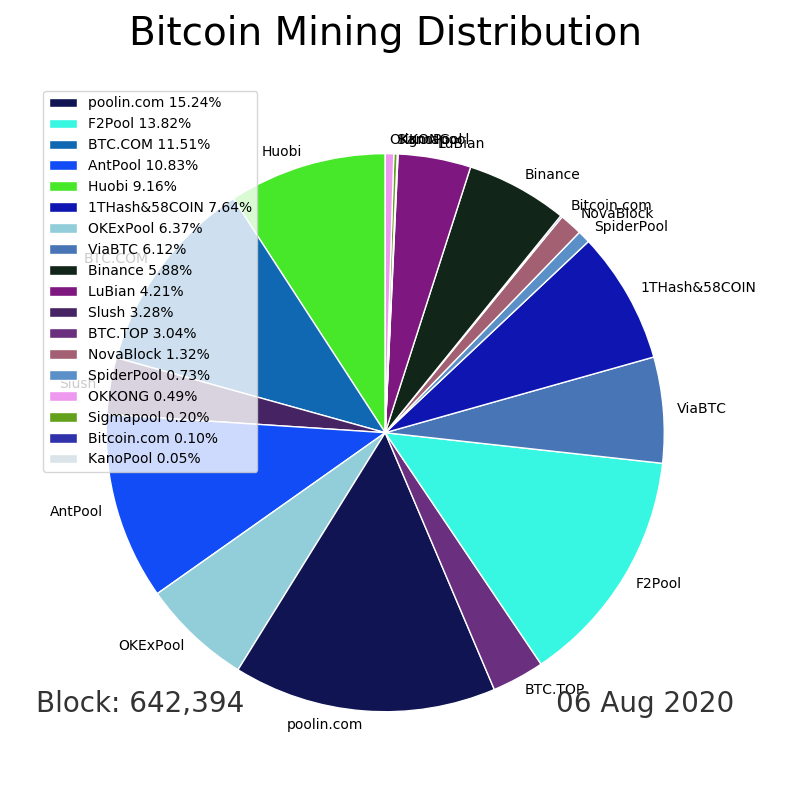 Bitcoin Mining Distribution
poolin.com 15.24%
F2Pool 13.82%
BTC.COM 11.51%
AntPool 10.83%
Huobi 9.16%
1THash&58COIN 7.64%
OKExPool 6.37%
ViaBTC 6.12%
Binance 5.88%
LuBian 4.21%
Slush 3.28%
BTC.TOP 3.04%
NovaBlock 1.32%
SpiderPool 0.73%
OKKONG 0.49%
Sigmapool 0.20%
Bitcoin.com 0.10%
KanoPool 0.05%
Huobi
BTC.COM
Slush
AntPool
OKExPool
poolin.com
BTC.TOP
F2Pool
ViaBTC
1THash&58COIN
SpiderPool
NovaBlock
Bitcoin.com
Binance
LuBian
Block: 642,394
06 Aug 2020